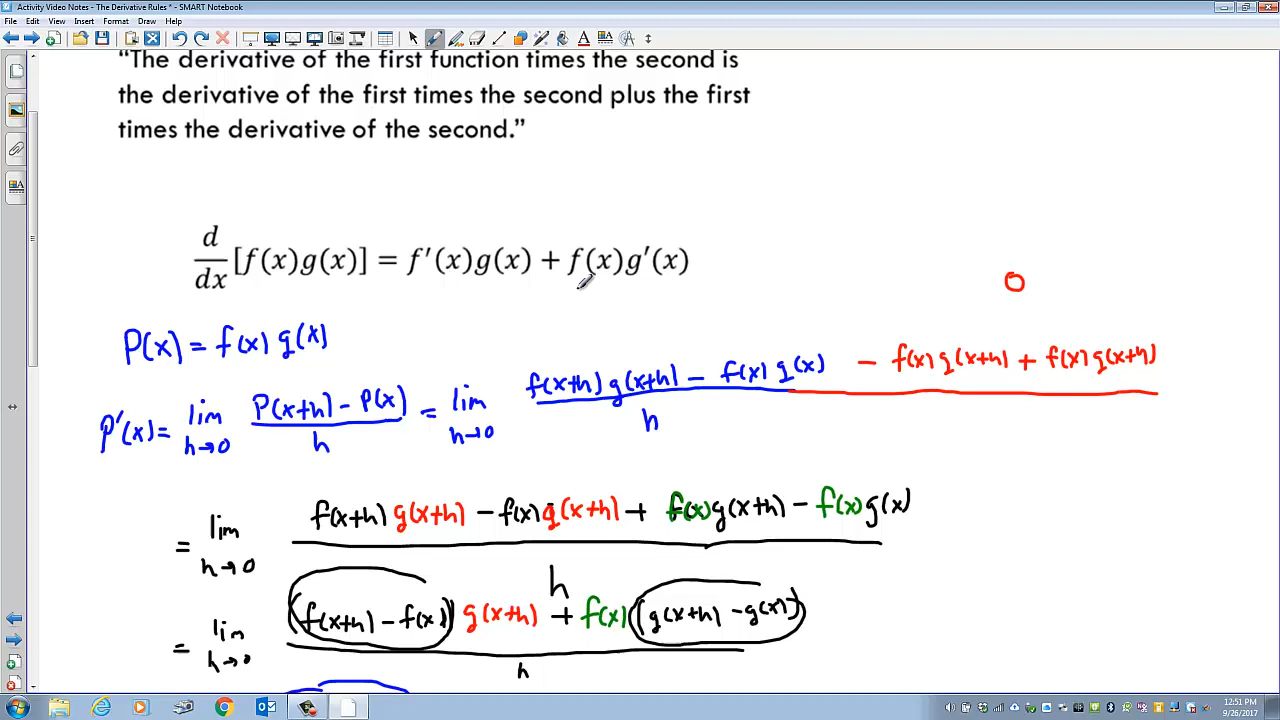 Activity Video Notes - The Derivative Rules * - SMART Notebook
File Edit View Insert Format Draw Help
“The derivative of the first function times the second is
the derivative of the first times the second plus the first
times the derivative of the second.”
d/dx [f(x)g(x)] = f′(x)g(x) + f(x)g′(x)
O
P(x) = f(x) g(x)
P′(x) = lim h→0 P(x+h) − P(x) / h = lim h→0 f(x+h) g(x+h) − f(x) g(x) − f(x) g(x+h) + f(x) g(x+h) / h
= lim h→0 f(x+h) g(x+h) − f(x) g(x+h) + f(x) g(x+h) − f(x) g(x) / h
= lim h→0 (f(x+h) − f(x)) g(x+h) + f(x) (g(x+h) − g(x)) / h
12:51 PM
9/26/2017